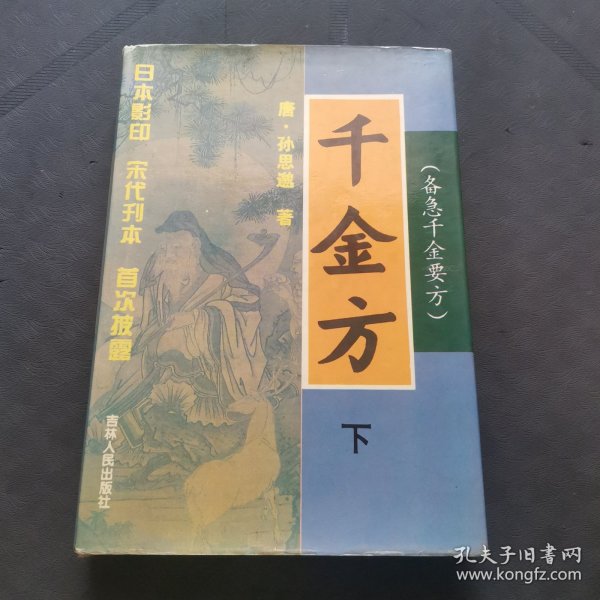 (备急千金要方)
千金方
下
唐·孙思邈 著
日本影印 宋代刊本 首次披露
吉林人民出版社
孔夫子旧書网
www.kongfz.com